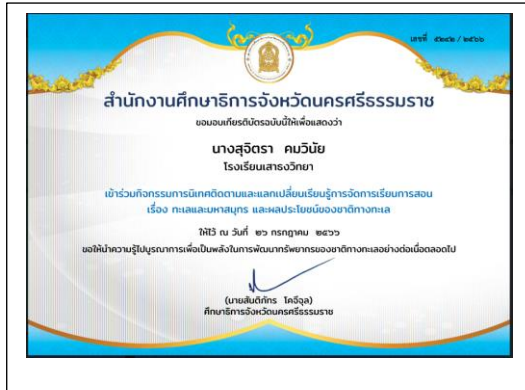 เลขที่ ๕๒๔๒ / ๒๕๖๖
สำนักงานศึกษาธิการจังหวัดนครศรีธรรมราช
ขอมอบเกียรติบัตรฉบับนี้ให้เพื่อแสดงว่า
นางสุจิตรา คมวินัย
โรงเรียนเสาธงวิทยา
เข้าร่วมกิจกรรมการนิเทศติดตามและแลกเปลี่ยนเรียนรู้การจัดการเรียนการสอน
เรื่อง ทะเลและมหาสมุทร และผลประโยชน์ของชาติทางทะเล
ให้ไว้ ณ วันที่ ๒๖ กรกฎาคม ๒๕๖๖
ขอให้นำความรู้ไปบูรณาการเพื่อเป็นพลังในการพัฒนาทรัพยากรของชาติทางทะเลอย่างต่อเนื่อตลอดไป
(นายสันติภัทร โคจีจุล)
ศึกษาธิการจังหวัดนครศรีธรรมราช